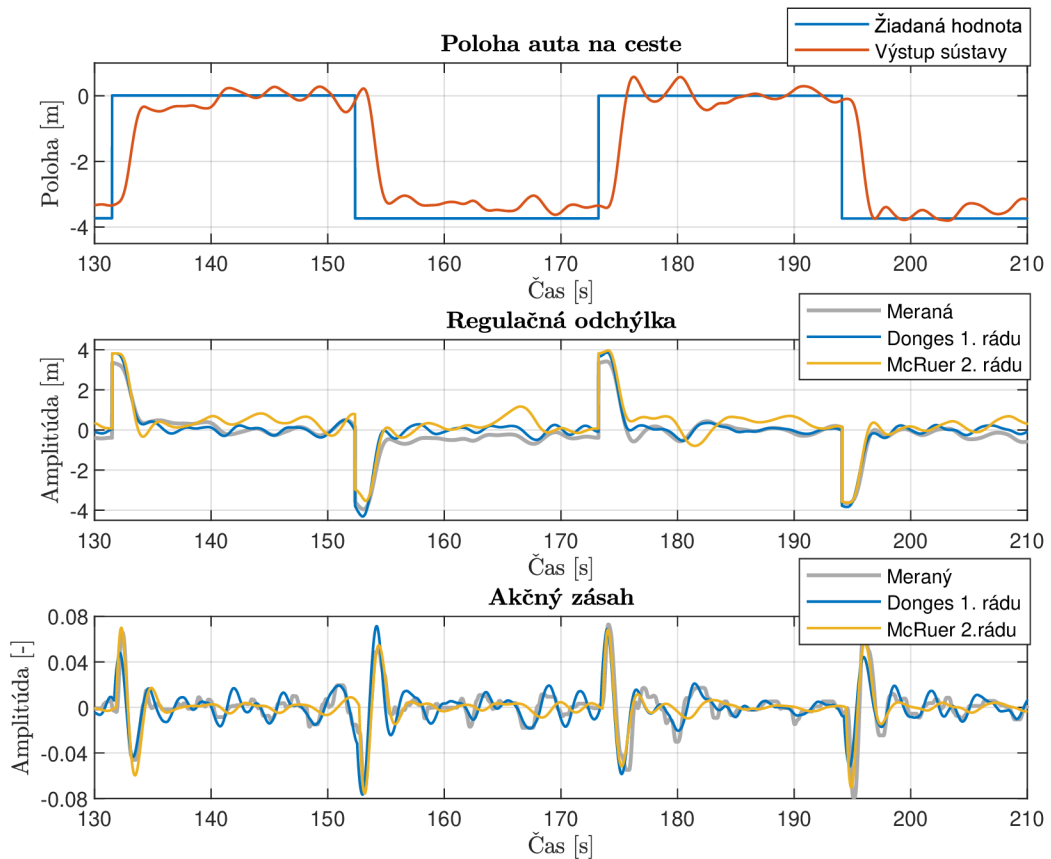 Žiadaná hodnota
Výstup sústavy
Poloha auta na ceste
Poloha [m]
0
-2
-4
130 140 150 160 170 180 190 200 210
Čas [s]
Meraná
Donges 1. rádu
McRuer 2. rádu
Regulačná odchýlka
Amplitúda [m]
4
2
0
-2
-4
130 140 150 160 170 180 190 200 210
Čas [s]
Meraný
Donges 1. rádu
McRuer 2.rádu
Akčný zásah
Amplitúda [-]
0.08
0.04
0
-0.04
-0.08
130 140 150 160 170 180 190 200 210
Čas [s]